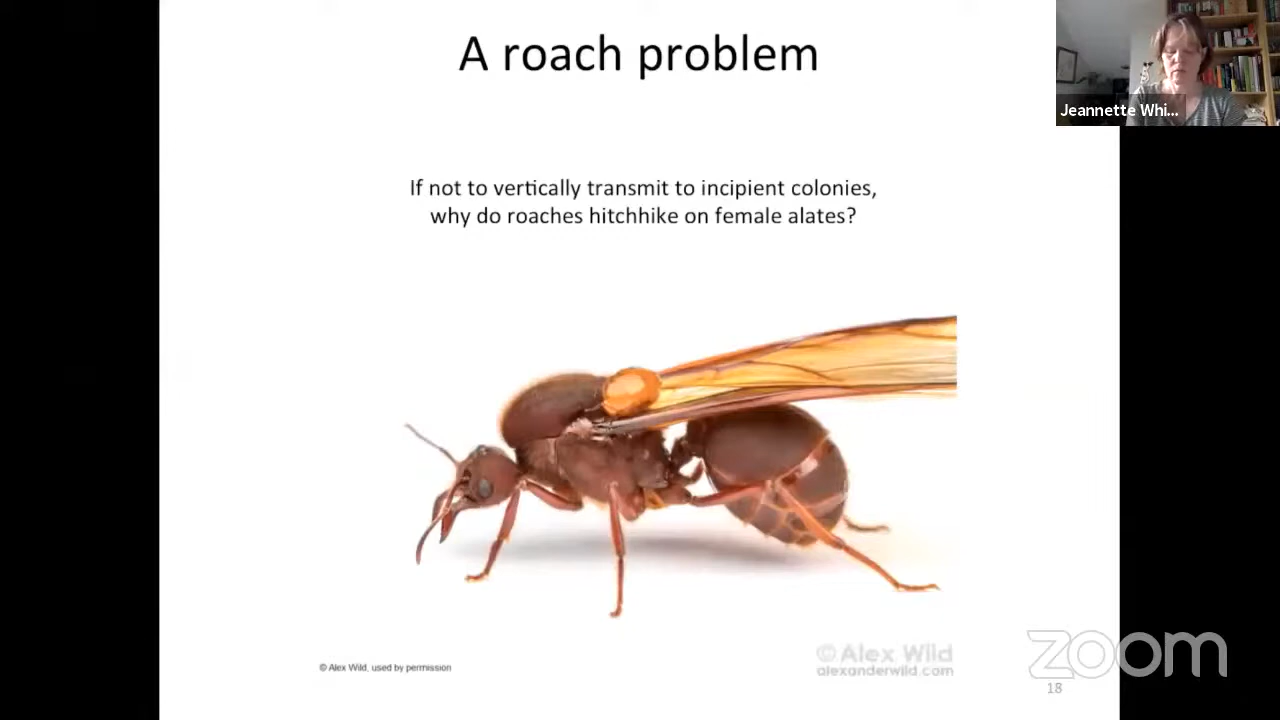 A roach problem
Jeannette Whi...
If not to vertically transmit to incipient colonies,
why do roaches hitchhike on female alates?
© Alex Wild
alexanderwild.com
© Alex Wild, used by permission
zoom
18